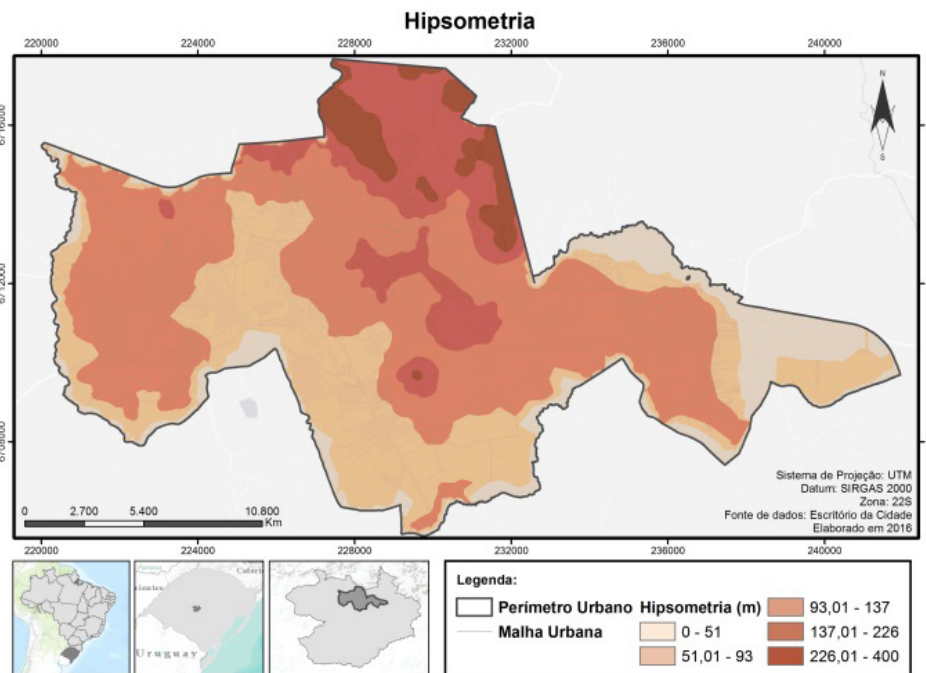 Hipsometria
220000 224000 228000 232000 236000 240000
6716000
6712000
6708000
N
S
Sistema de Projeção: UTM
Datum: SIRGAS 2000
Zona: 22S
Fonte de dados: Escritório da Cidade
Elaborado em 2016
0 2.700 5.400 10.800
Km
220000 224000 228000 232000 236000 240000
Uruguay
Legenda:
Perímetro Urbano
Malha Urbana
Hipsometria (m)
0 - 51
51,01 - 93
93,01 - 137
137,01 - 226
226,01 - 400